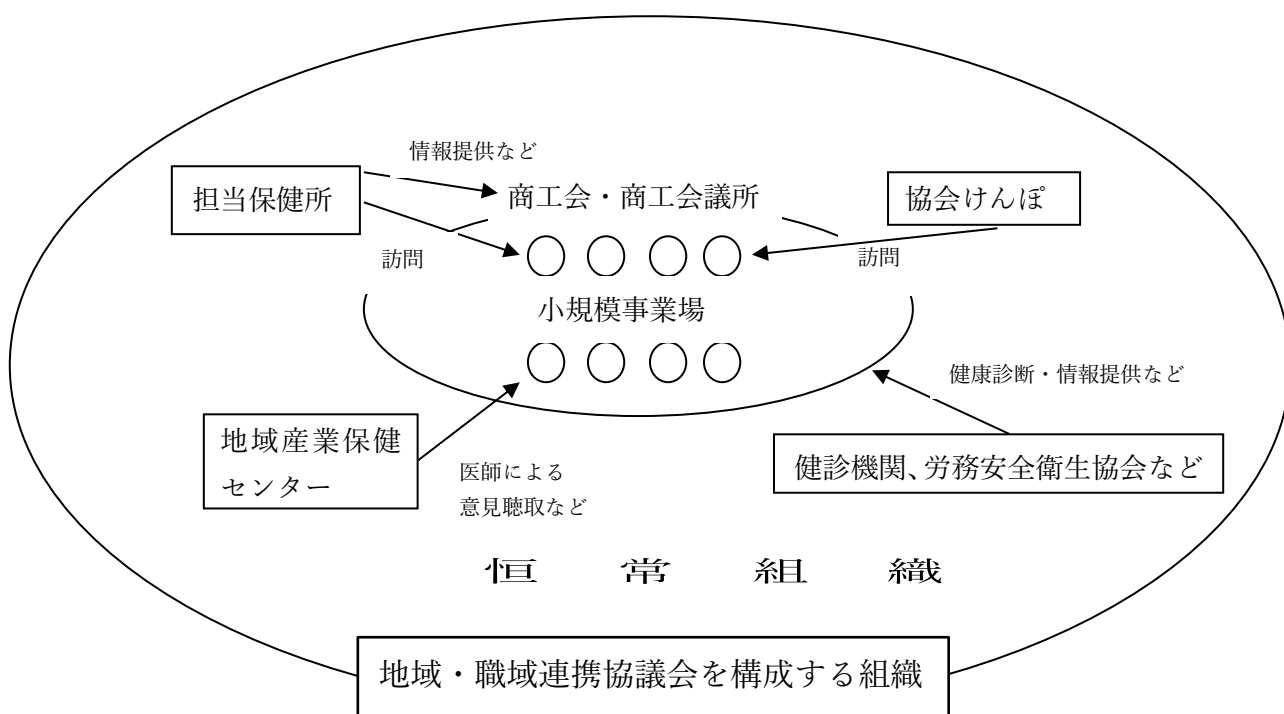 情報提供など
担当保健所
商工会・商工会議所
協会けんぽ
訪問
訪問
小規模事業場
健康診断・情報提供など
地域産業保健
センター
医師による
意見聴取など
健診機関、労務安全衛生協会など
恒常組織
地域・職域連携協議会を構成する組織